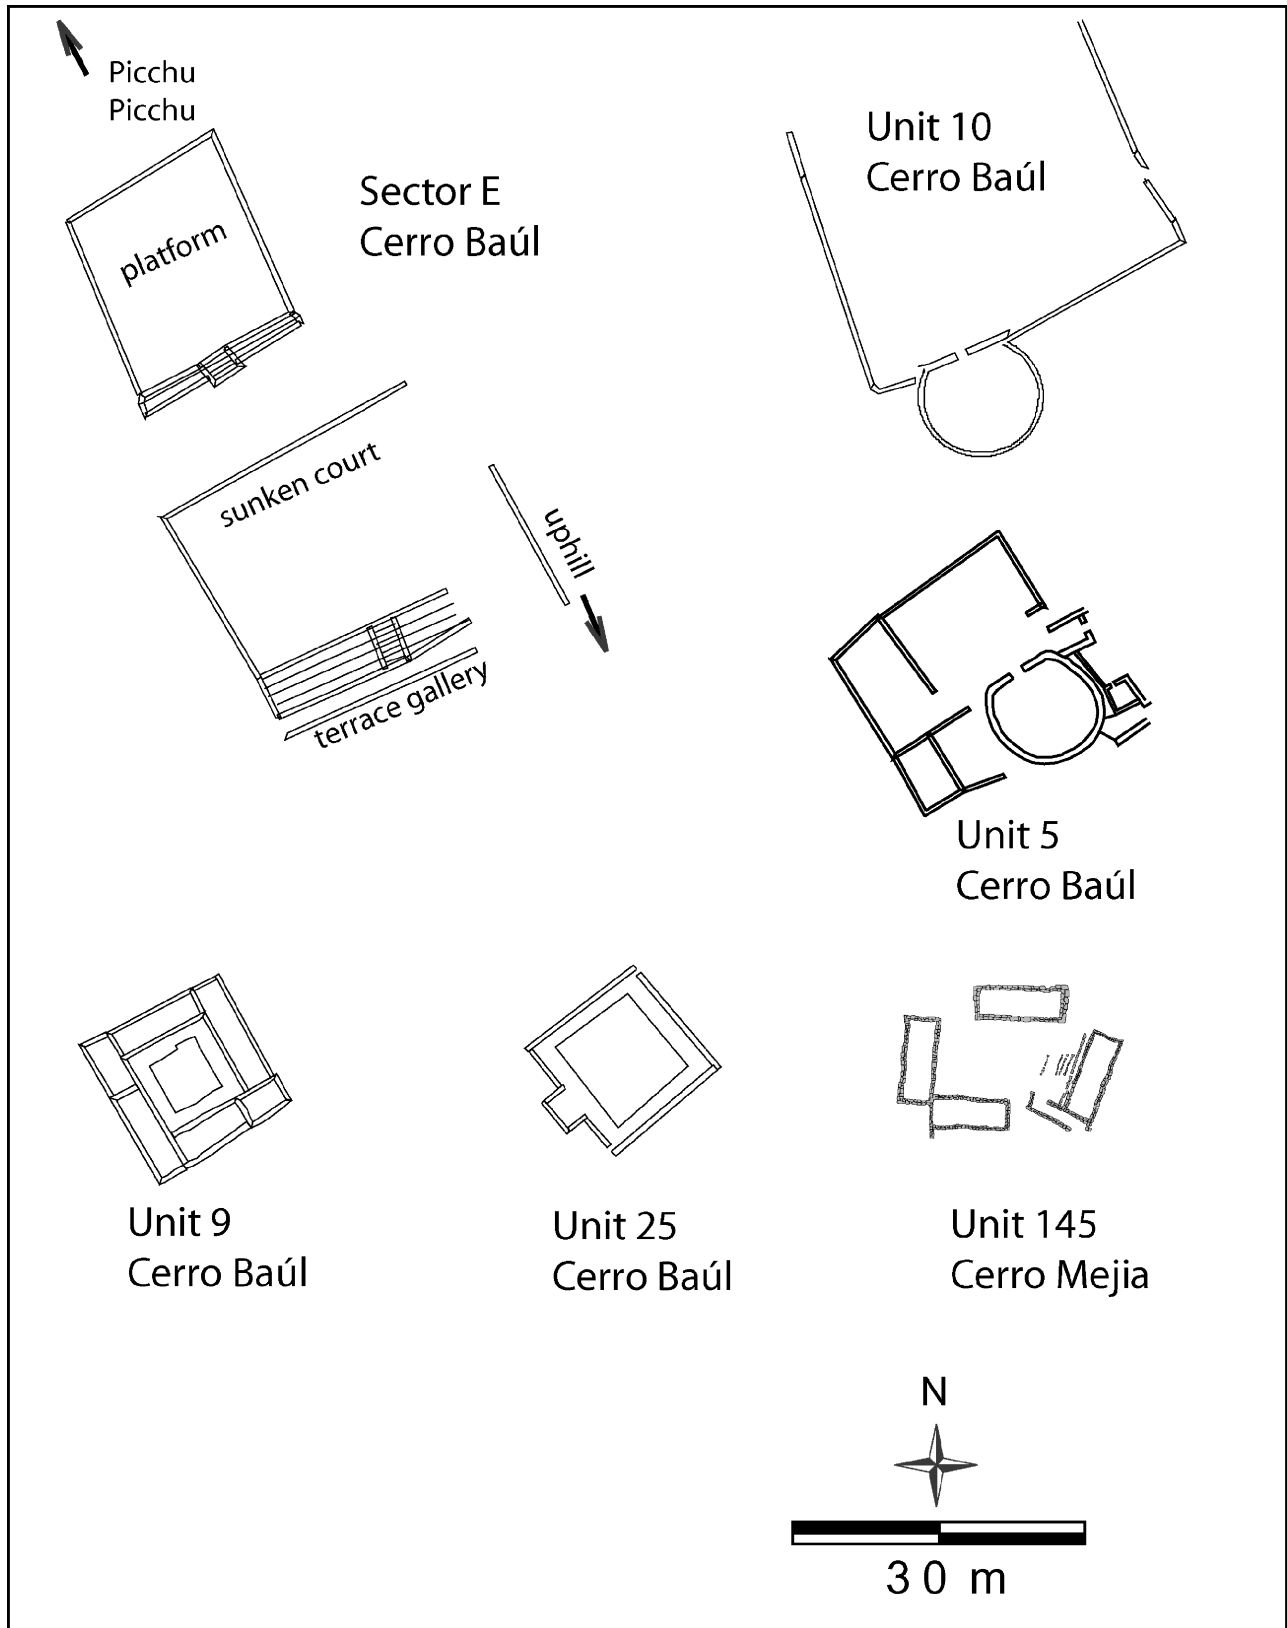 Picchu
Picchu
Sector E
Cerro Baúl
platform
sunken court
uphill
terrace gallery
Unit 10
Cerro Baúl
Unit 5
Cerro Baúl
Unit 9
Cerro Baúl
Unit 25
Cerro Baúl
Unit 145
Cerro Mejia
N
30 m